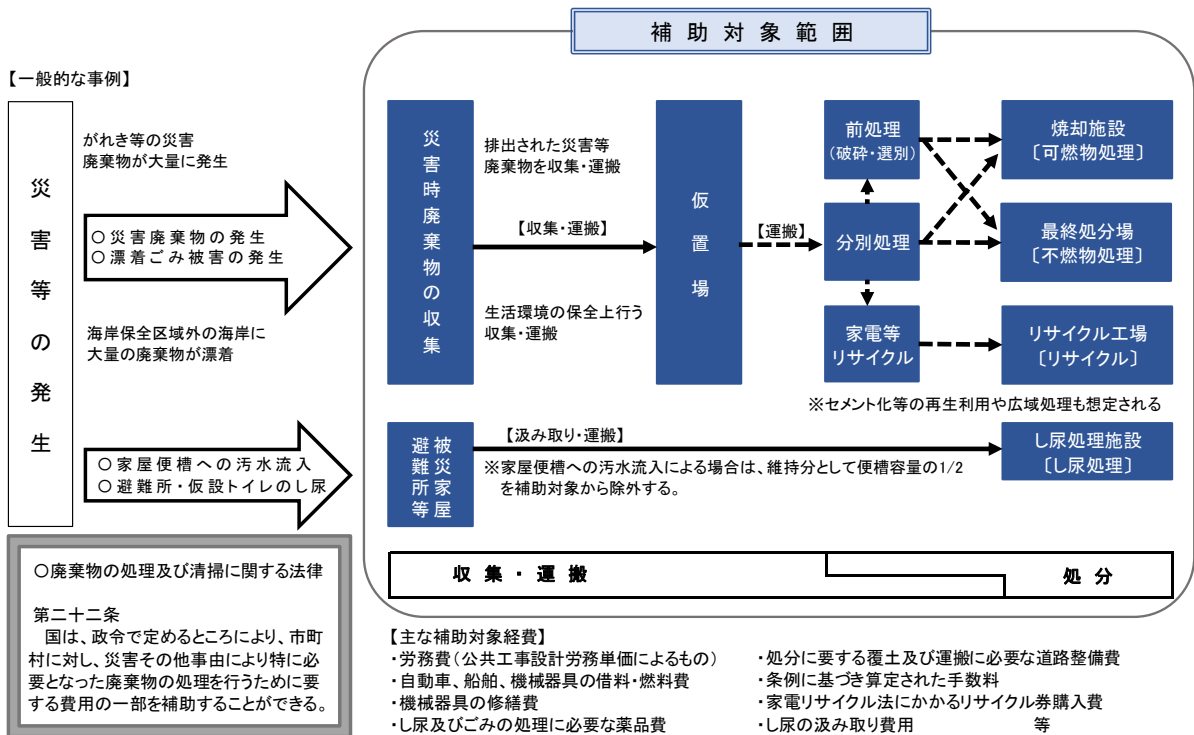 補助対象範囲
【一般的な事例】
災害等の発生
がれき等の災害
廃棄物が大量に発生
○災害廃棄物の発生
○漂着ごみ被害の発生
海岸保全区域外の海岸に
大量の廃棄物が漂着
○家屋便槽への汚水流入
○避難所・仮設トイレのし尿
災害時廃棄物の収集
排出された災害等
廃棄物を収集・運搬
【収集・運搬】
生活環境の保全上行う
収集・運搬
仮置場
【運搬】
前処理
(破砕・選別)
分別処理
家電等
リサイクル
焼却施設
〔可燃物処理〕
最終処分場
〔不燃物処理〕
リサイクル工場
〔リサイクル〕
※セメント化等の再生利用や広域処理も想定される
被災家屋
避難所等
【汲み取り・運搬】
※家屋便槽への汚水流入による場合は、維持分として便槽容量の1/2
を補助対象から除外する。
し尿処理施設
〔し尿処理〕
収集・運搬
処分
○廃棄物の処理及び清掃に関する法律
第二十二条
国は、政令で定めるところにより、市町
村に対し、災害その他事由により特に必
要となった廃棄物の処理を行うために要
する費用の一部を補助することができる。
【主な補助対象経費】
・労務費(公共工事設計労務単価によるもの)
・自動車、船舶、機械器具の借料・燃料費
・機械器具の修繕費
・し尿及びごみの処理に必要な薬品費
・処分に要する覆土及び運搬に必要な道路整備費
・条例に基づき算定された手数料
・家電リサイクル法にかかるリサイクル券購入費
・し尿の汲み取り費用 等